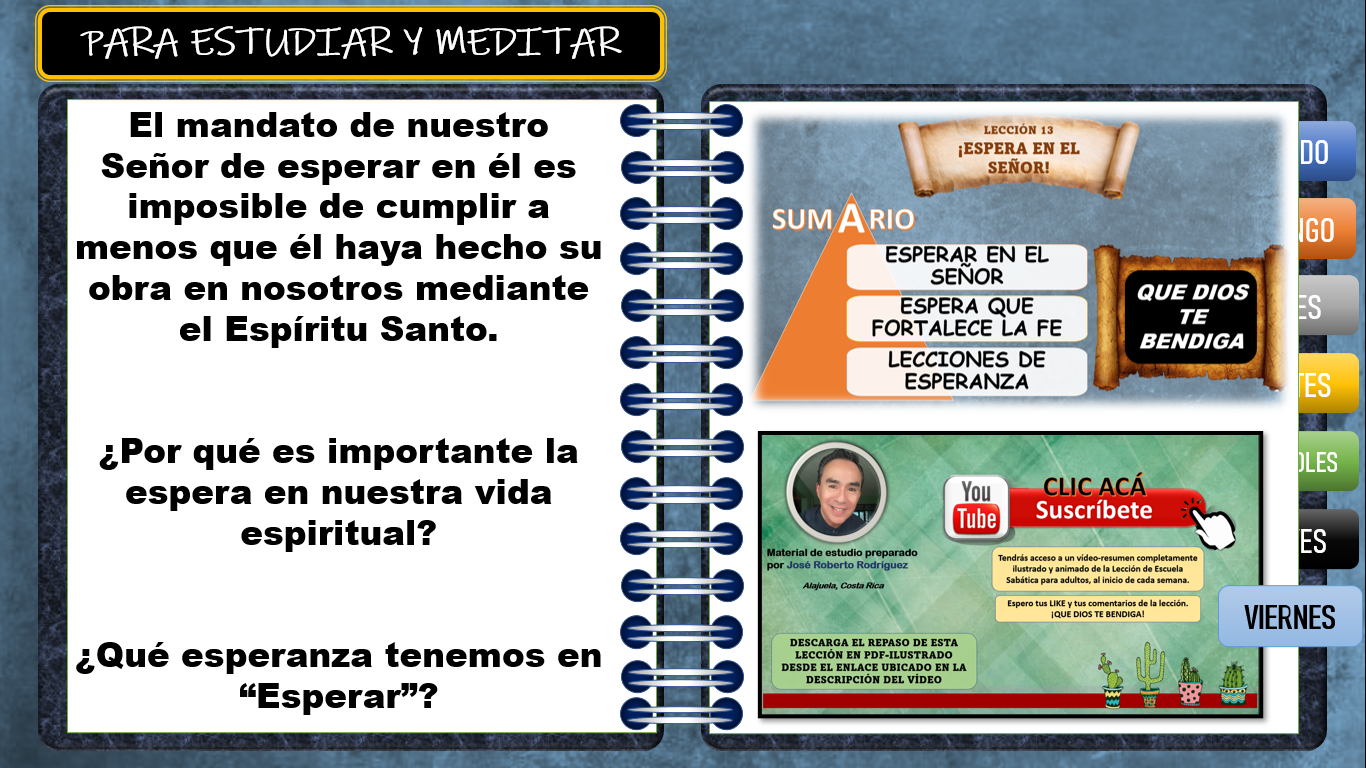 PARA ESTUDIAR Y MEDITAR
El mandato de nuestro
Señor de esperar en él es
imposible de cumplir a
menos que él haya hecho su
obra en nosotros mediante
el Espíritu Santo.
¿Por qué es importante la
espera en nuestra vida
espiritual?
¿Qué esperanza tenemos en
“Esperar”?
LECCIÓN 13
¡ESPERA EN EL
SEÑOR!
SUMARIO
ESPERAR EN EL
SEÑOR
ESPERA QUE
FORTALECE LA FE
LECCIONES DE
ESPERANZA
QUE DIOS
TE
BENDIGA
You
Tube
CLIC ACÁ
Suscríbete
Material de estudio preparado
por José Roberto Rodríguez
Alajuela, Costa Rica
Tendrás acceso a un vídeo-resumen completamente
ilustrado y animado de la Lección de Escuela
Sabática para adultos, al inicio de cada semana.
Espero tus LIKE y tus comentarios de la lección.
¡QUE DIOS TE BENDIGA!
DESCARGA EL REPASO DE ESTA
LECCIÓN EN PDF-ILUSTRADO
DESDE EL ENLACE UBICADO EN LA
DESCRIPCIÓN DEL VÍDEO
DO
NGO
ES
TES
OLES
ES
VIERNES